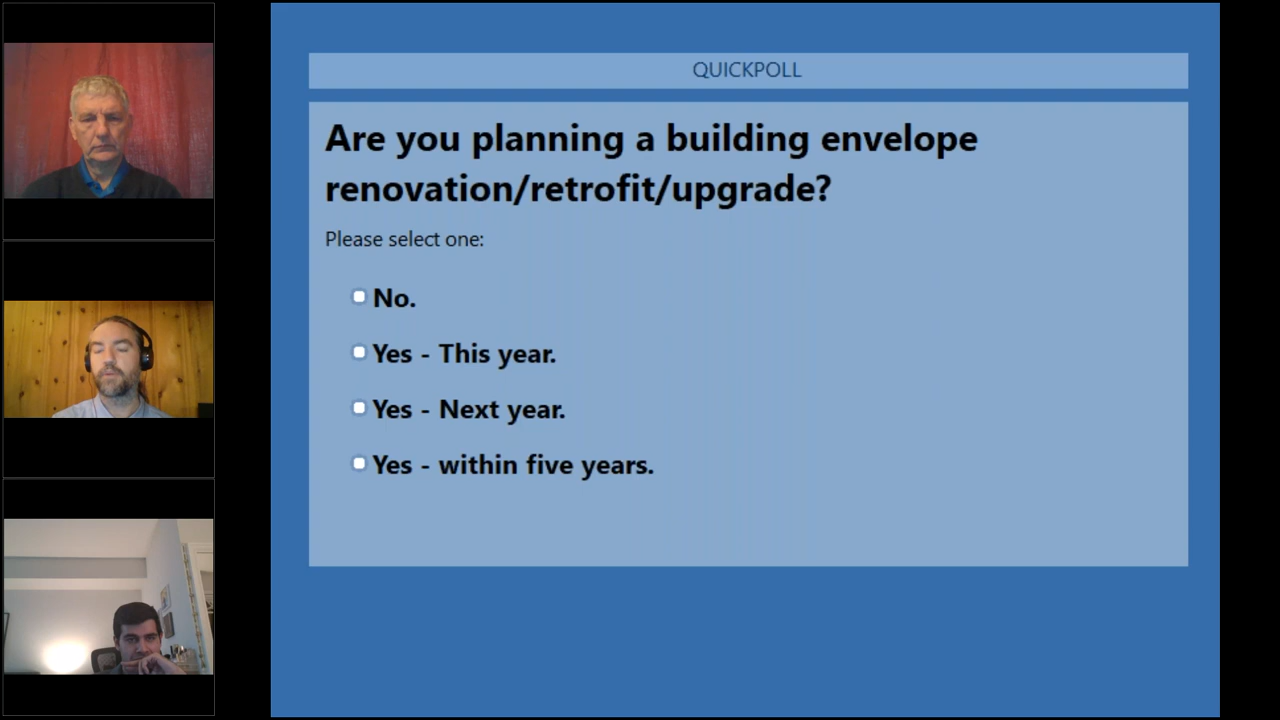 QUICKPOLL
Are you planning a building envelope
renovation/retrofit/upgrade?
Please select one:
No.
Yes - This year.
Yes - Next year.
Yes - within five years.